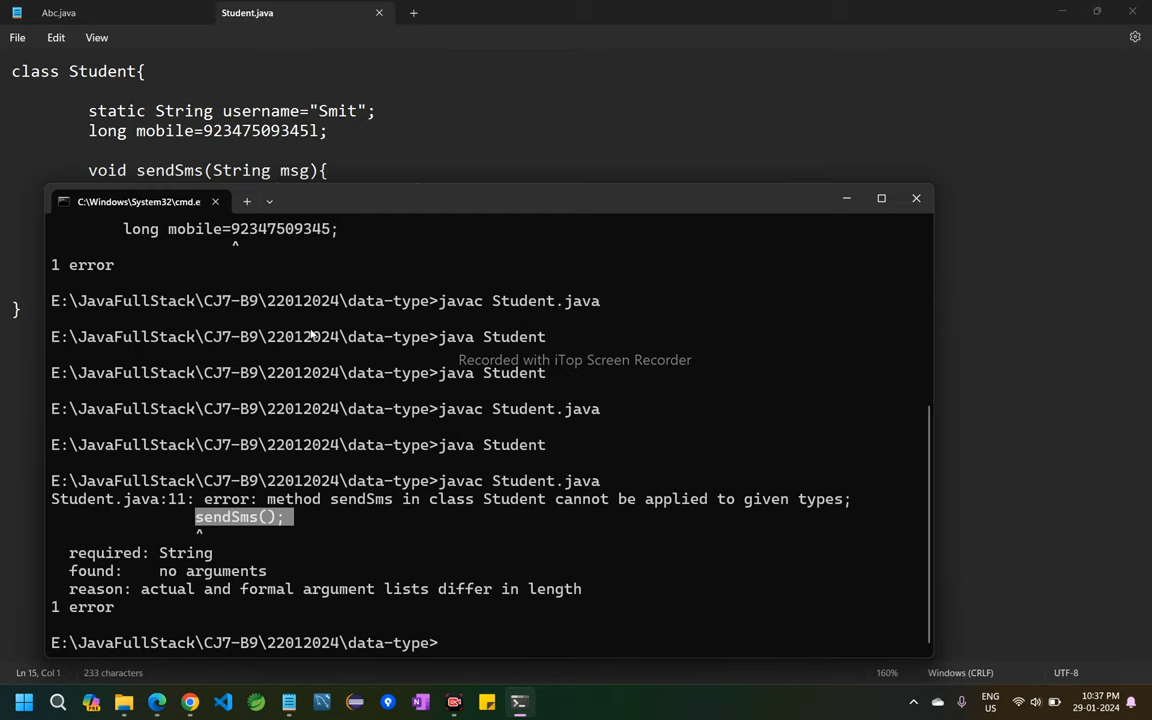 Abc.java
Student.java
File Edit View
class Student{
static String username="Smit";
long mobile=92347509345l;
void sendSms(String msg){
}
C:\Windows\System32\cmd.e
long mobile=92347509345;
^
1 error
E:\JavaFullStack\CJ7-B9\22012024\data-type>javac Student.java
E:\JavaFullStack\CJ7-B9\22012024\data-type>java Student
Recorded with iTop Screen Recorder
E:\JavaFullStack\CJ7-B9\22012024\data-type>java Student
E:\JavaFullStack\CJ7-B9\22012024\data-type>javac Student.java
E:\JavaFullStack\CJ7-B9\22012024\data-type>java Student
E:\JavaFullStack\CJ7-B9\22012024\data-type>javac Student.java
Student.java:11: error: method sendSms in class Student cannot be applied to given types;
sendSms();
^
required: String
found: no arguments
reason: actual and formal argument lists differ in length
1 error
E:\JavaFullStack\CJ7-B9\22012024\data-type>
Ln 15, Col 1 233 characters 160% Windows (CRLF) UTF-8
ENG
US
10:37 PM
29-01-2024